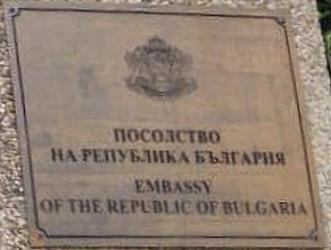 ПОСОЛСТВО
НА РЕПУБЛИКА БЪЛГАРИЯ
EMBASSY
OF THE REPUBLIC OF BULGARIA